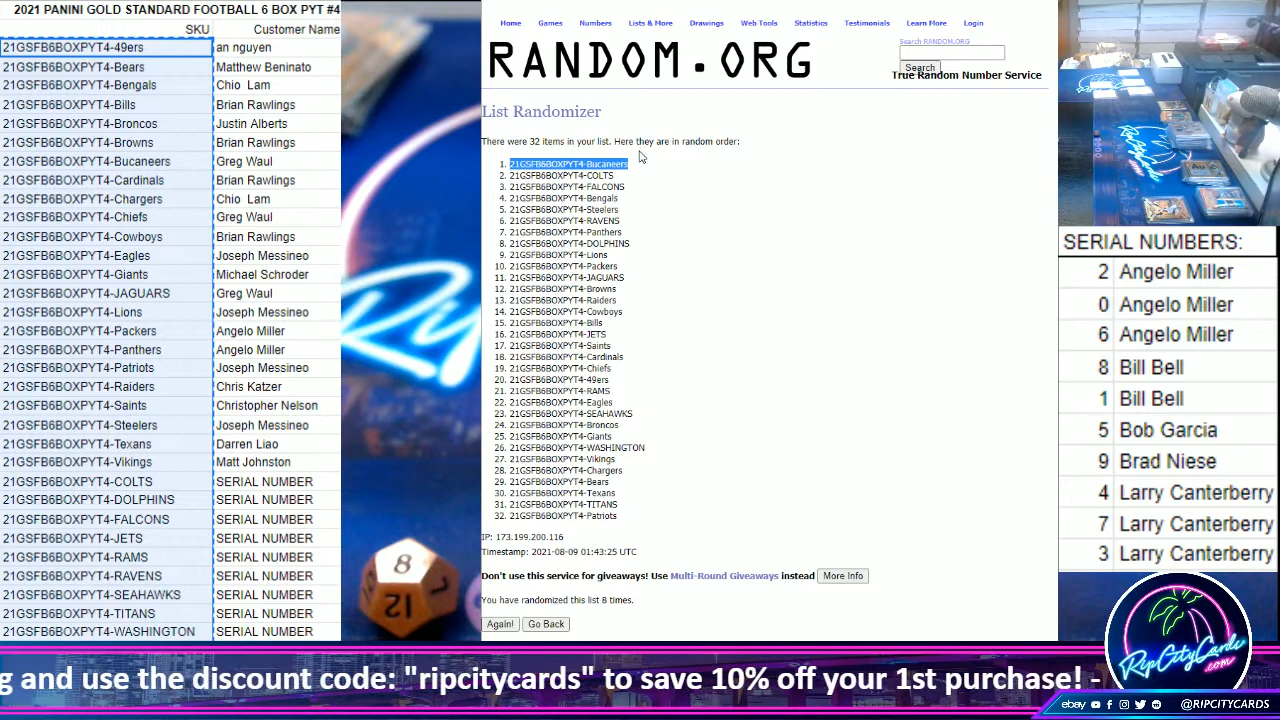 2021 PANINI GOLD STANDARD FOOTBALL 6 BOX PYT #4
SKU Customer Name
21GSFB6BOXPYT4-49ers an nguyen
21GSFB6BOXPYT4-Bears Matthew Beninato
21GSFB6BOXPYT4-Bengals Chio Lam
21GSFB6BOXPYT4-Bills Brian Rawlings
21GSFB6BOXPYT4-Broncos Justin Alberts
21GSFB6BOXPYT4-Browns Brian Rawlings
21GSFB6BOXPYT4-Bucaneers Greg Waul
21GSFB6BOXPYT4-Cardinals Brian Rawlings
21GSFB6BOXPYT4-Chargers Chio Lam
21GSFB6BOXPYT4-Chiefs Greg Waul
21GSFB6BOXPYT4-Cowboys Brian Rawlings
21GSFB6BOXPYT4-Eagles Joseph Messineo
21GSFB6BOXPYT4-Giants Michael Schroder
21GSFB6BOXPYT4-JAGUARS Greg Waul
21GSFB6BOXPYT4-Lions Joseph Messineo
21GSFB6BOXPYT4-Packers Angelo Miller
21GSFB6BOXPYT4-Panthers Angelo Miller
21GSFB6BOXPYT4-Patriots Joseph Messineo
21GSFB6BOXPYT4-Raiders Chris Katzer
21GSFB6BOXPYT4-Saints Christopher Nelson
21GSFB6BOXPYT4-Steelers Joseph Messineo
21GSFB6BOXPYT4-Texans Darren Liao
21GSFB6BOXPYT4-Vikings Matt Johnston
21GSFB6BOXPYT4-COLTS SERIAL NUMBER
21GSFB6BOXPYT4-DOLPHINS SERIAL NUMBER
21GSFB6BOXPYT4-FALCONS SERIAL NUMBER
21GSFB6BOXPYT4-JETS SERIAL NUMBER
21GSFB6BOXPYT4-RAMS SERIAL NUMBER
21GSFB6BOXPYT4-RAVENS SERIAL NUMBER
21GSFB6BOXPYT4-SEAHAWKS SERIAL NUMBER
21GSFB6BOXPYT4-TITANS SERIAL NUMBER
21GSFB6BOXPYT4-WASHINGTON SERIAL NUMBER
8
12
Home Games Numbers Lists & More Drawings Web Tools Statistics Testimonials Learn More Login
RANDOM.ORG
Search RANDOM.ORG
Search
True Random Number Service
List Randomizer
There were 32 items in your list. Here they are in random order:
1. 21GSFB6BOXPYT4-Bucaneers
2. 21GSFB6BOXPYT4-COLTS
3. 21GSFB6BOXPYT4-FALCONS
4. 21GSFB6BOXPYT4-Bengals
5. 21GSFB6BOXPYT4-Steelers
6. 21GSFB6BOXPYT4-RAVENS
7. 21GSFB6BOXPYT4-Panthers
8. 21GSFB6BOXPYT4-DOLPHINS
9. 21GSFB6BOXPYT4-Lions
10. 21GSFB6BOXPYT4-Packers
11. 21GSFB6BOXPYT4-JAGUARS
12. 21GSFB6BOXPYT4-Browns
13. 21GSFB6BOXPYT4-Raiders
14. 21GSFB6BOXPYT4-Cowboys
15. 21GSFB6BOXPYT4-Bills
16. 21GSFB6BOXPYT4-JETS
17. 21GSFB6BOXPYT4-Saints
18. 21GSFB6BOXPYT4-Cardinals
19. 21GSFB6BOXPYT4-Chiefs
20. 21GSFB6BOXPYT4-49ers
21. 21GSFB6BOXPYT4-RAMS
22. 21GSFB6BOXPYT4-Eagles
23. 21GSFB6BOXPYT4-SEAHAWKS
24. 21GSFB6BOXPYT4-Broncos
25. 21GSFB6BOXPYT4-Giants
26. 21GSFB6BOXPYT4-WASHINGTON
27. 21GSFB6BOXPYT4-Vikings
28. 21GSFB6BOXPYT4-Chargers
29. 21GSFB6BOXPYT4-Bears
30. 21GSFB6BOXPYT4-Texans
31. 21GSFB6BOXPYT4-TITANS
32. 21GSFB6BOXPYT4-Patriots
IP: 173.199.200.116
Timestamp: 2021-08-09 01:43:25 UTC
Don't use this service for giveaways! Use Multi-Round Giveaways instead More Info
You have randomized this list 8 times.
Again! Go Back
SERIAL NUMBERS:
2 Angelo Miller
0 Angelo Miller
6 Angelo Miller
8 Bill Bell
1 Bill Bell
5 Bob Garcia
9 Brad Niese
4 Larry Canterberry
7 Larry Canterberry
3 Larry Canterberry
RipCityCards
.com
g and use the discount code: "ripcitycards" to save 10% off your 1st purchase! -
ebay @RIPCITYCARDS